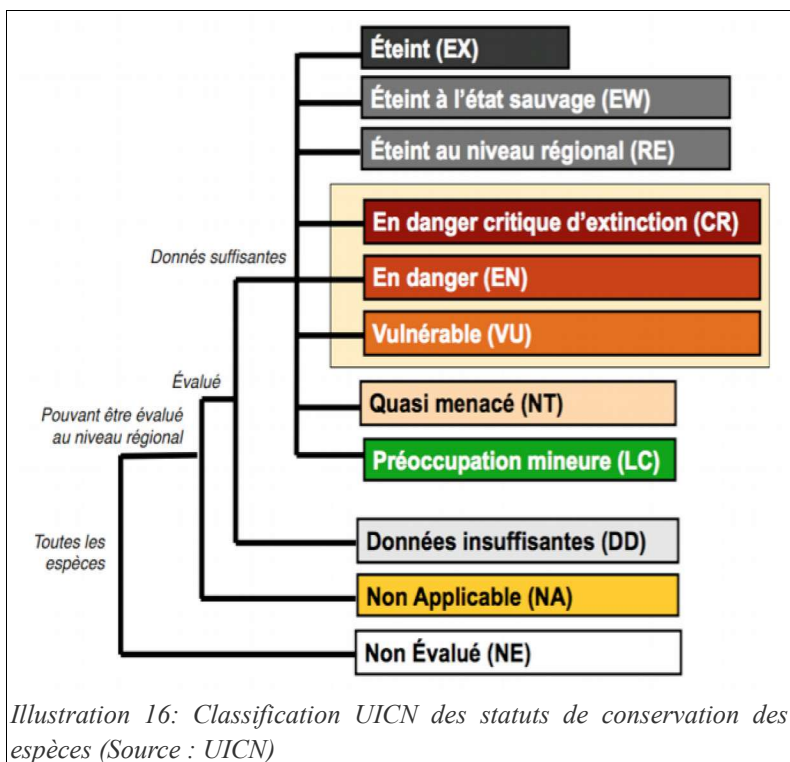 Éteint (EX)
Éteint à l'état sauvage (EW)
Éteint au niveau régional (RE)
En danger critique d'extinction (CR)
Donnés suffisantes
En danger (EN)
Vulnérable (VU)
Évalué
Quasi menacé (NT)
Pouvant être évalué
au niveau régional
Préoccupation mineure (LC)
Toutes les
espèces
Données insuffisantes (DD)
Non Applicable (NA)
Non Évalué (NE)
Illustration 16: Classification UICN des statuts de conservation des
espèces (Source : UICN)